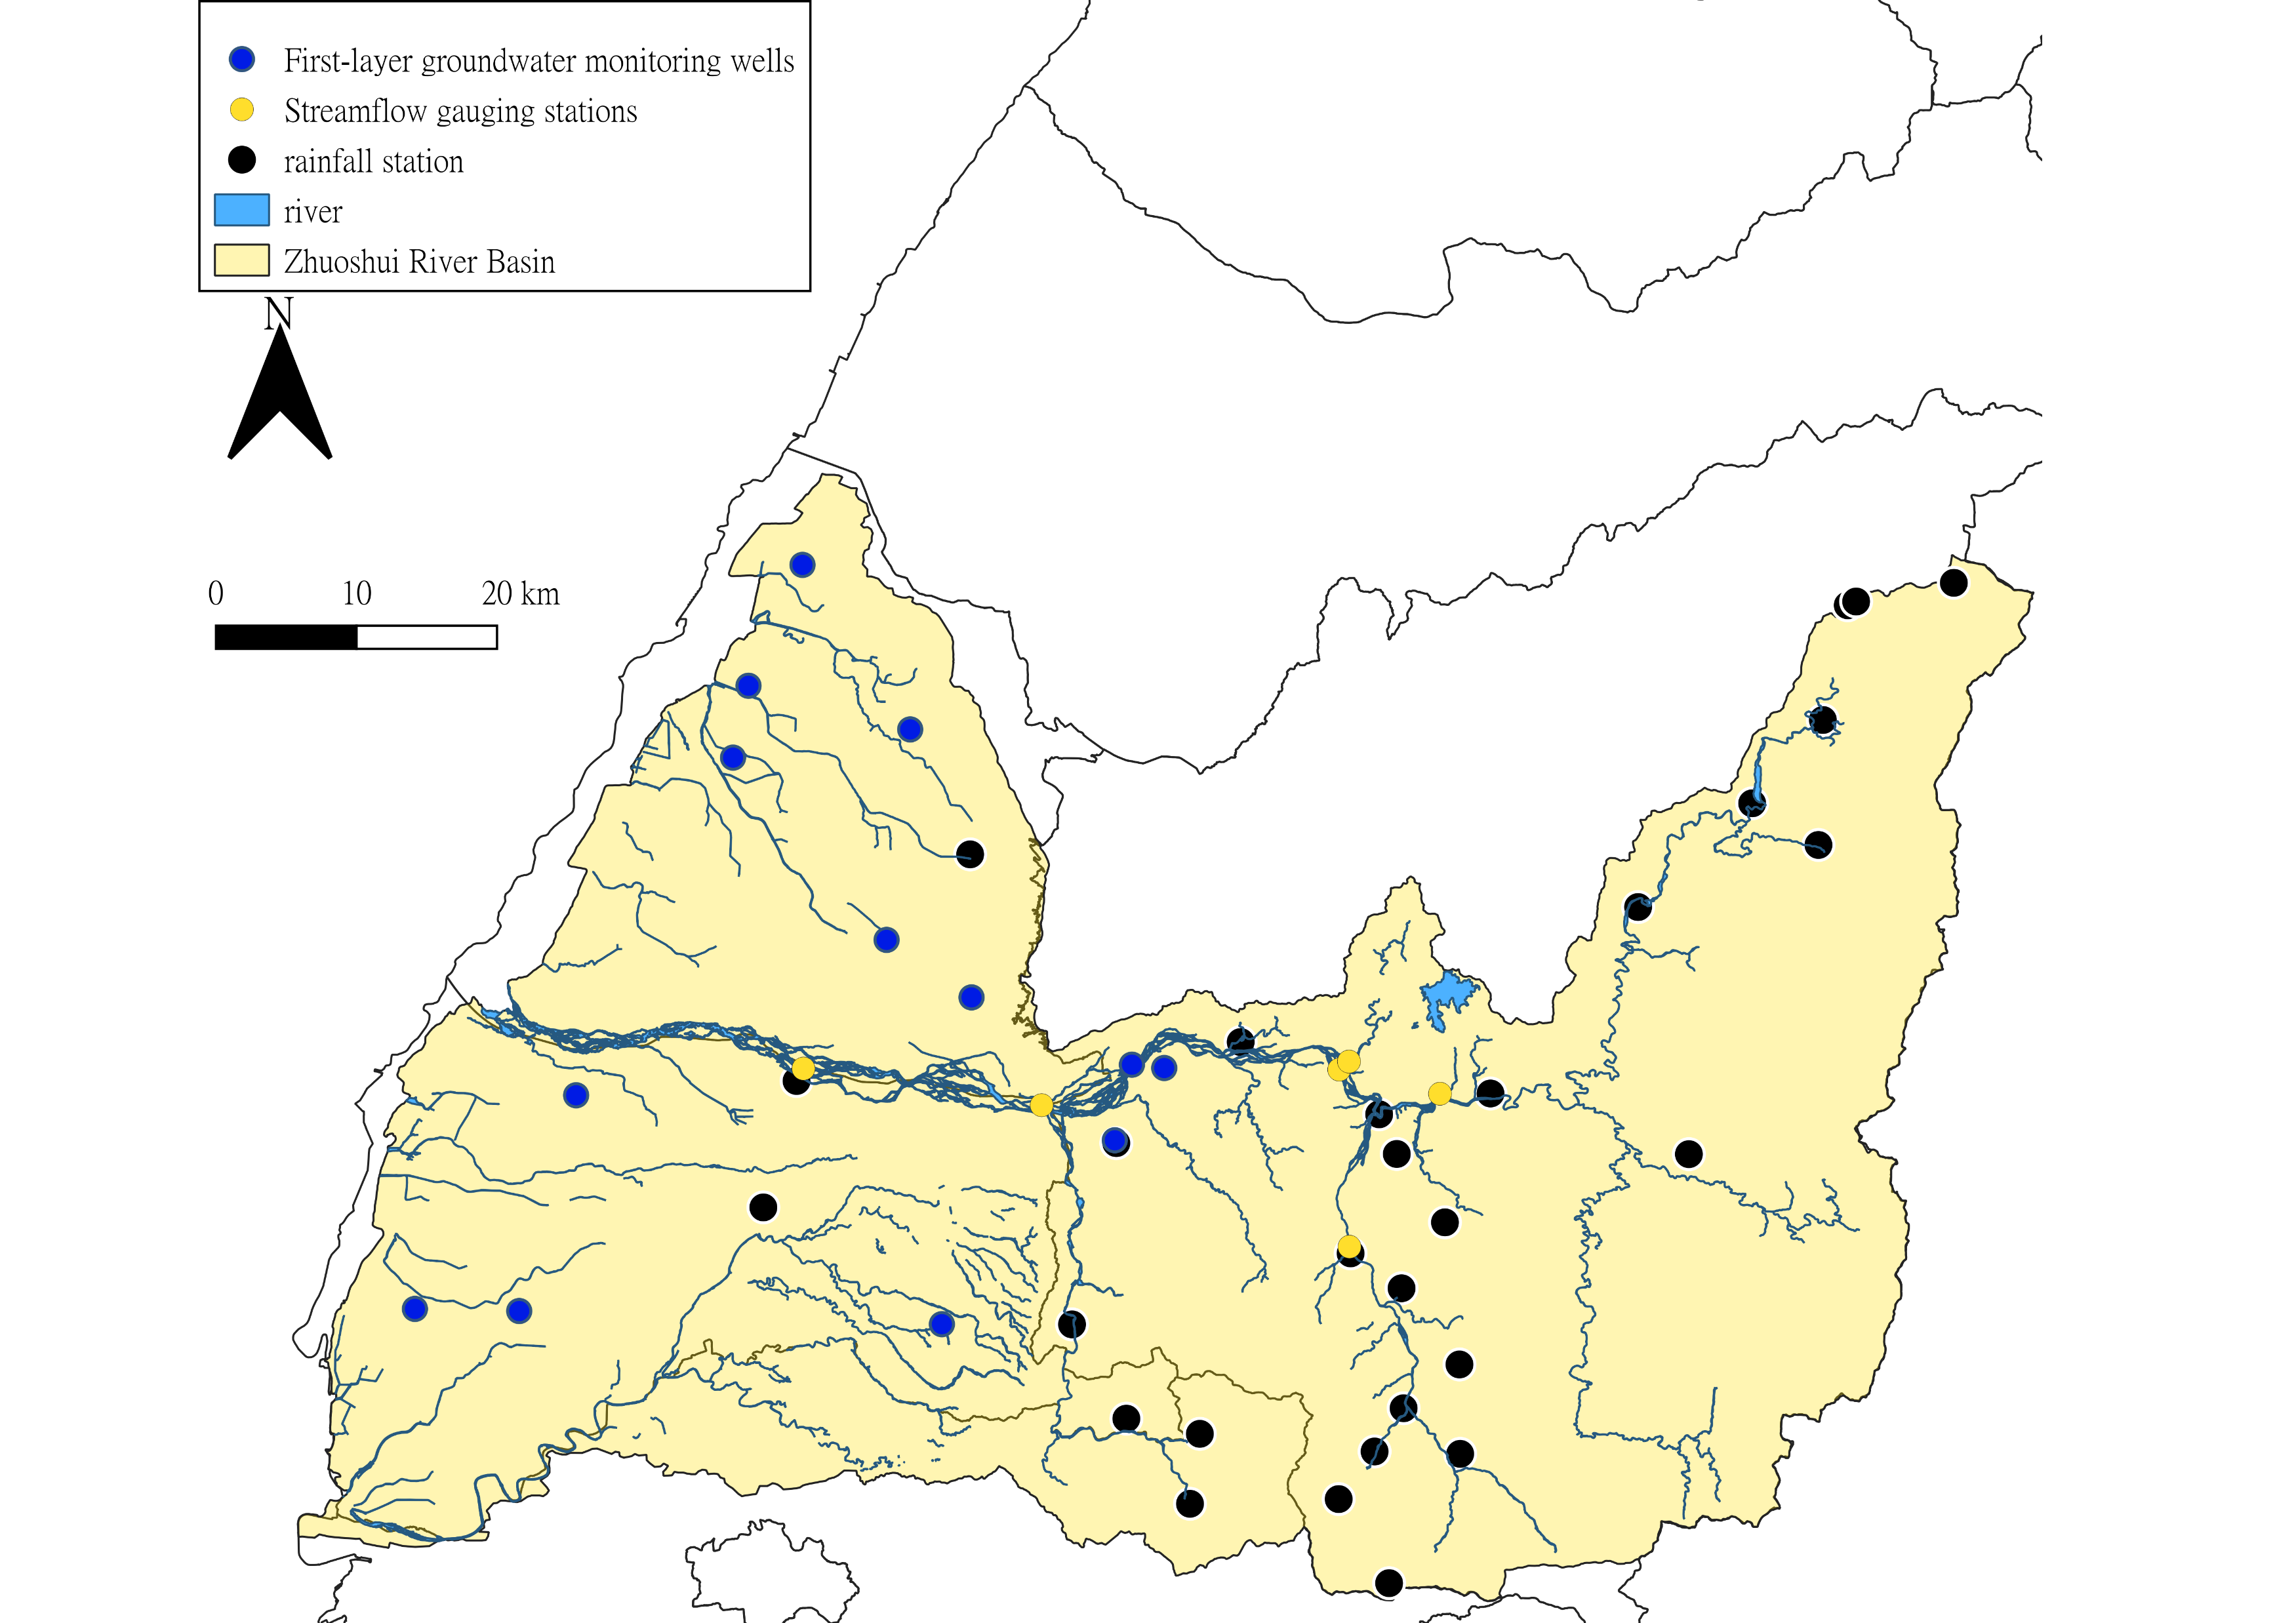 First-layer groundwater monitoring wells
Streamflow gauging stations
rainfall station
river
Zhuoshui River Basin
N
0 10 20 km